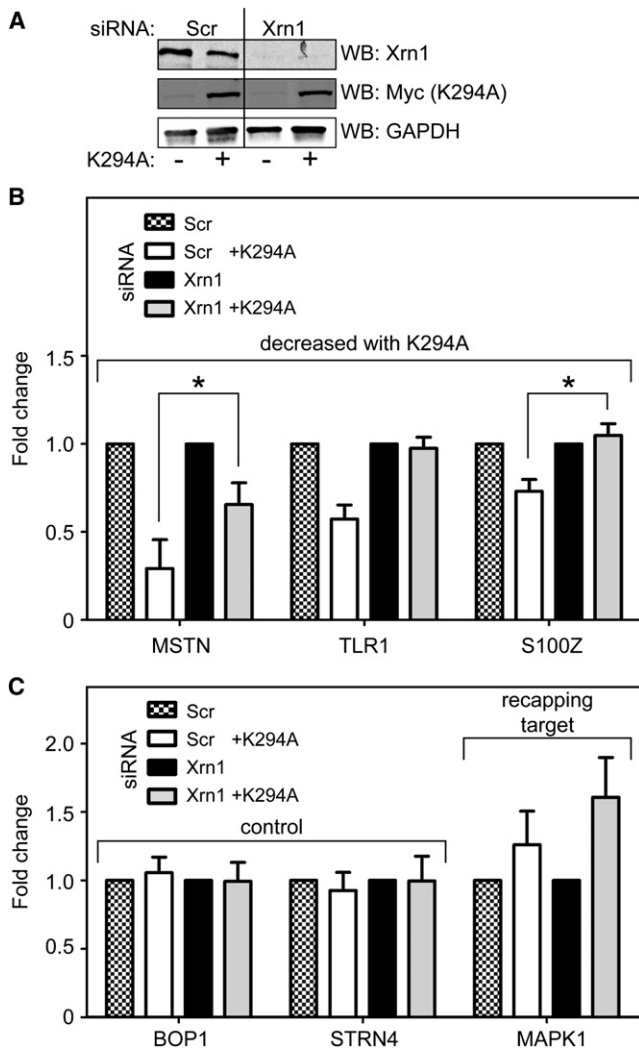 A
siRNA: Scr Xrn1
WB: Xrn1
WB: Myc (K294A)
WB: GAPDH
K294A: - + - +
B
siRNA
Scr
Scr +K294A
Xrn1
Xrn1 +K294A
decreased with K294A
* *
Fold change
1.5
1.0
0.5
0
MSTN TLR1 S100Z
C
siRNA
Scr
Scr +K294A
Xrn1
Xrn1 +K294A
recapping
target
control
Fold change
2.0
1.5
1.0
0.5
0
BOP1 STRN4 MAPK1